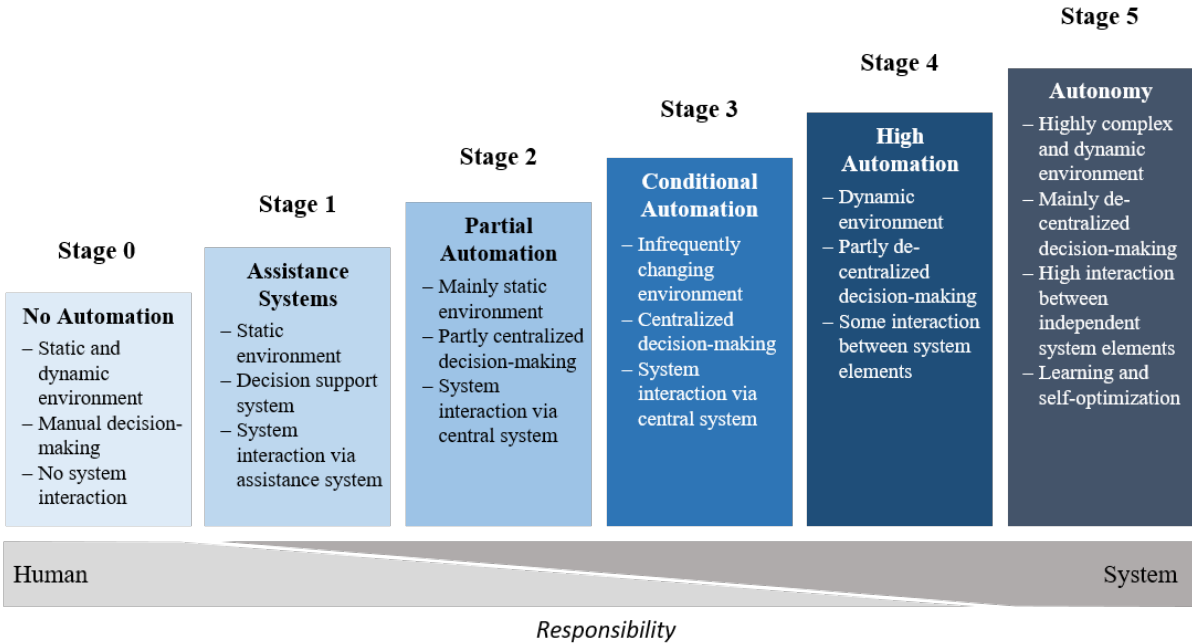 Stage 0
No Automation
– Static and
dynamic
environment
– Manual decision-
making
– No system
interaction
Stage 1
Assistance
Systems
– Static
environment
– Decision support
system
– System
interaction via
assistance system
Stage 2
Partial
Automation
– Mainly static
environment
– Partly centralized
decision-making
– System
interaction via
central system
Stage 3
Conditional
Automation
– Infrequently
changing
environment
– Centralized
decision-making
– System
interaction via
central system
Stage 4
High
Automation
– Dynamic
environment
– Partly de-
centralized
decision-making
– Some interaction
between system
elements
Stage 5
Autonomy
– Highly complex
and dynamic
environment
– Mainly de-
centralized
decision-making
– High interaction
between
independent
system elements
– Learning and
self-optimization
Human
System
Responsibility